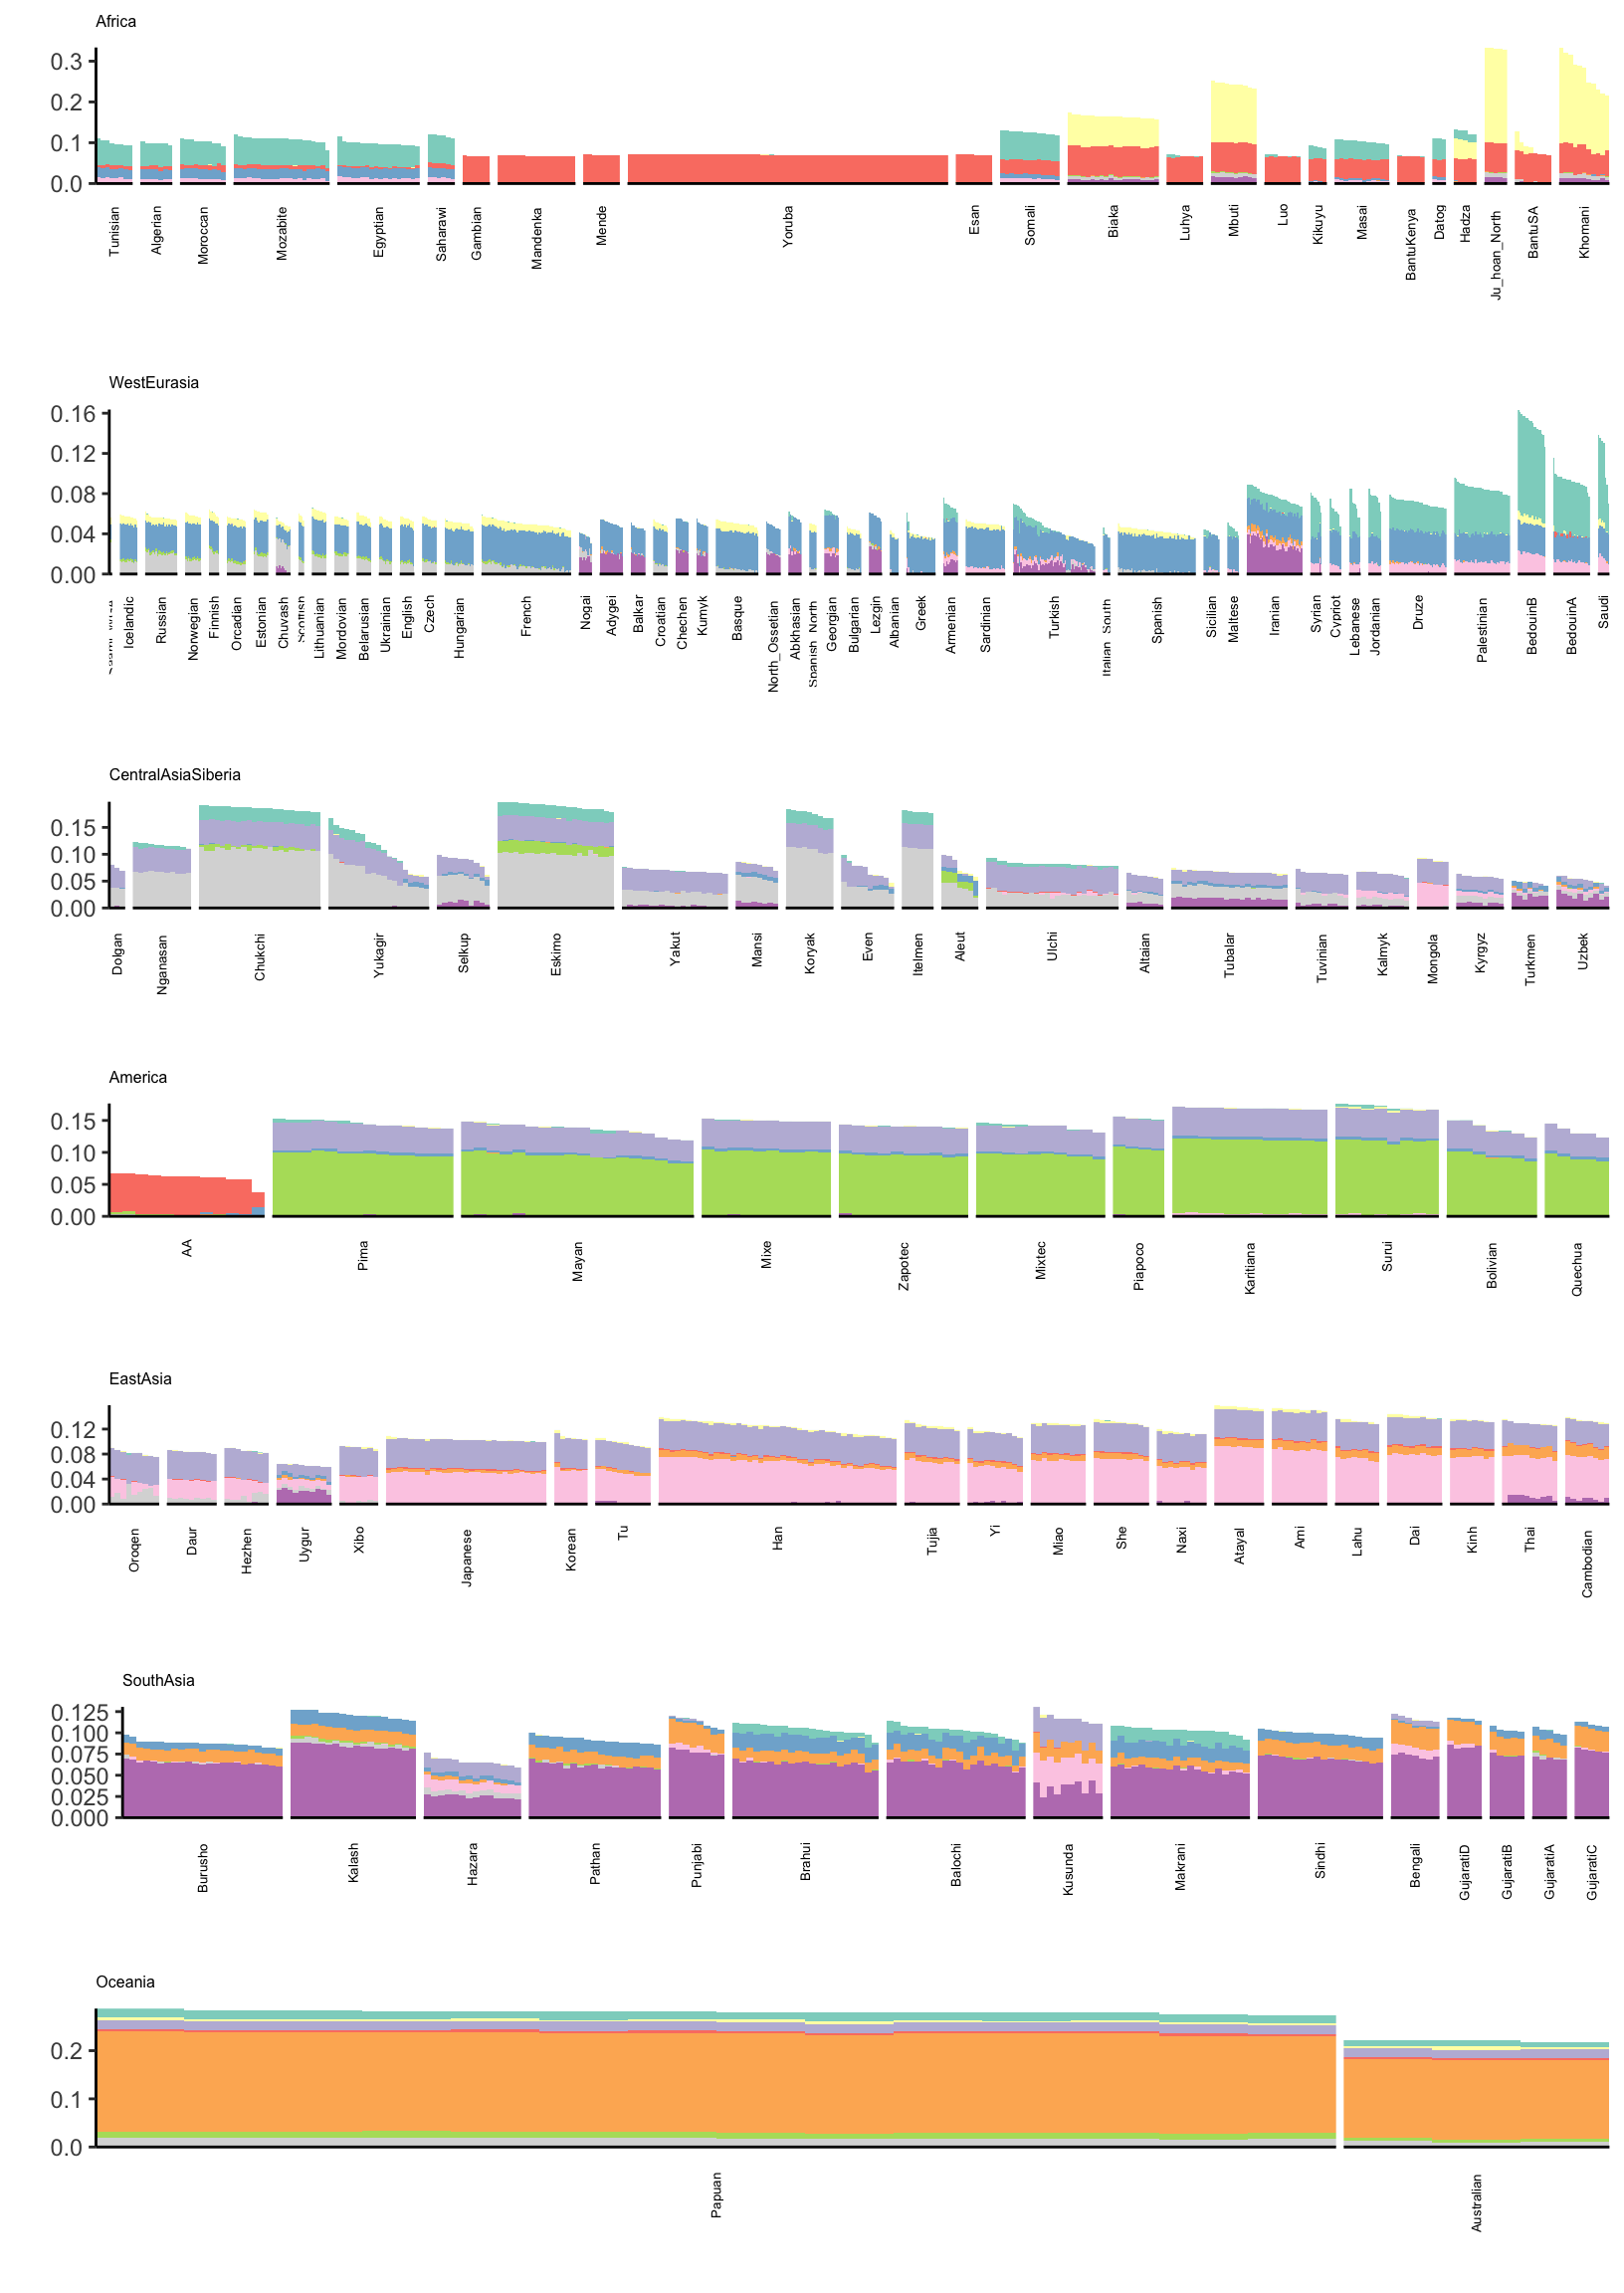 Africa
0.3
0.2
0.1
0.0
Tunisian
Algerian
Moroccan
Mozabite
Egyptian
Saharawi
Gambian
Mandenka
Mende
Yoruba
Esan
Somali
Biaka
Luhya
Mbuti
Luo
Kikuyu
Masai
BantuKenya
Datog
Hadza
Ju_hoan_North
BantuSA
Khomani
WestEurasia
0.16
0.12
0.08
0.04
0.00
Icelandic
Russian
Norwegian
Finnish
Orcadian
Estonian
Chuvash
Lithuanian
Mordovian
Belarusian
Ukrainian
English
Czech
Hungarian
French
Nogai
Adygei
Balkar
Croatian
Chechen
Kumyk
Basque
North_Ossetian
Abkhasian
Spanish_North
Georgian
Bulgarian
Lezgin
Albanian
Greek
Armenian
Sardinian
Turkish
Italian_South
Spanish
Sicilian
Maltese
Iranian
Syrian
Cypriot
Lebanese
Jordanian
Druze
Palestinian
BedouinB
BedouinA
Saudi
CentralAsiaSiberia
0.15
0.10
0.05
0.00
Dolgan
Nganasan
Chukchi
Yukagir
Selkup
Eskimo
Yakut
Mansi
Koryak
Even
Itelmen
Aleut
Ulchi
Altaian
Tubalar
Tuvinian
Kalmyk
Mongola
Kyrgyz
Turkmen
Uzbek
America
0.15
0.10
0.05
0.00
AA
Pima
Mayan
Mixe
Zapotec
Mixtec
Piapoco
Karitiana
Surui
Bolivian
Quechua
EastAsia
0.12
0.08
0.04
0.00
Oroqen
Daur
Hezhen
Uygur
Xibo
Japanese
Korean
Tu
Han
Tujia
Yi
Miao
She
Naxi
Atayal
Ami
Lahu
Dai
Kinh
Thai
Cambodian
SouthAsia
0.125
0.100
0.075
0.050
0.025
0.000
Burusho
Kalash
Hazara
Pathan
Punjabi
Brahui
Balochi
Kusunda
Makrani
Sindhi
Bengali
GujaratiD
GujaratiB
GujaratiA
GujaratiC
Oceania
0.2
0.1
0.0
Papuan
Australian